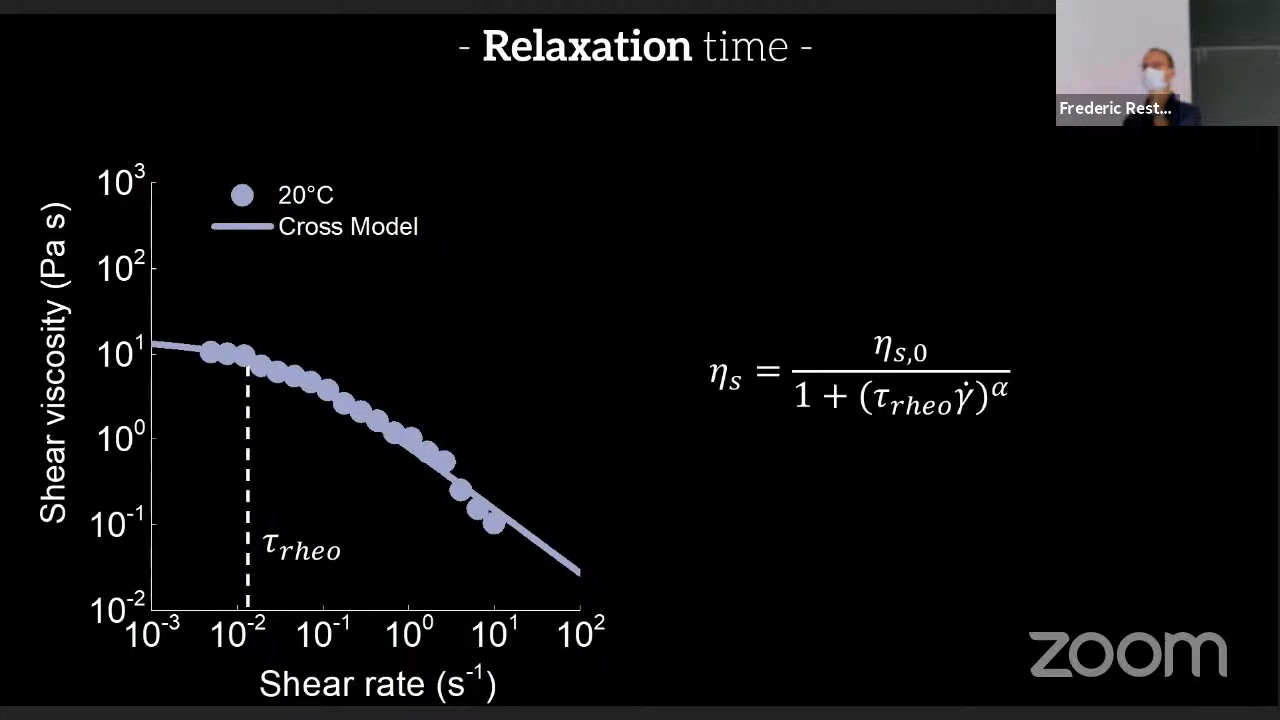 - Relaxation time -
Frederic Rest...
10³
10²
10¹
10⁰
10⁻¹
10⁻²
Shear viscosity (Pa s)
20°C
Cross Model
τ_rheo
10⁻³ 10⁻² 10⁻¹ 10⁰ 10¹ 10²
Shear rate (s⁻¹)
η_s = η_{s,0} / 1 + (τ_rheo γ̇)^α
zoom